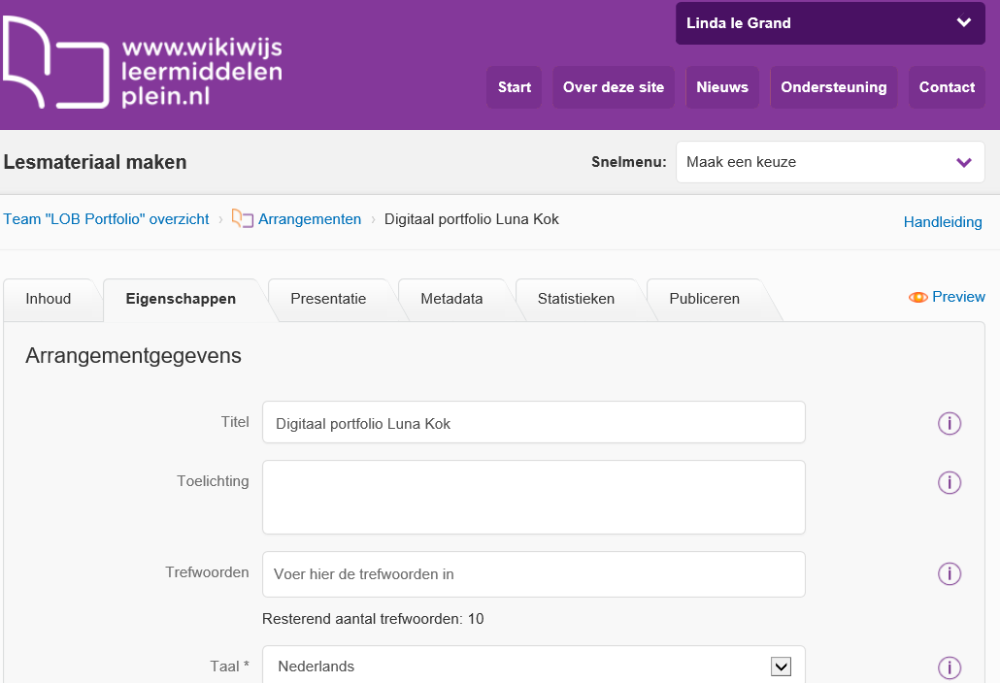 Linda le Grand
www.wikiwijs
leermiddelen
plein.nl
Start Over deze site Nieuws Ondersteuning Contact
Lesmateriaal maken Snelmenu: Maak een keuze
Team "LOB Portfolio" overzicht › Arrangementen › Digitaal portfolio Luna Kok Handleiding
Inhoud Eigenschappen Presentatie Metadata Statistieken Publiceren Preview
Arrangementgegevens
Titel Digitaal portfolio Luna Kok i
Toelichting i
Trefwoorden Voer hier de trefwoorden in i
Resterend aantal trefwoorden: 10
Taal * Nederlands i